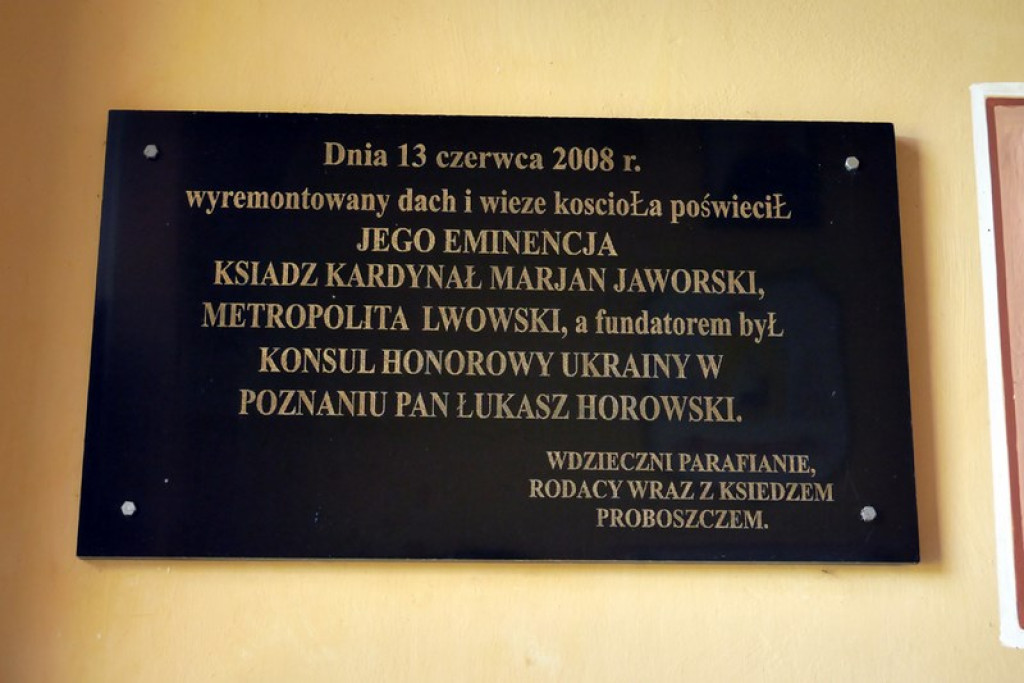 Dnia 13 czerwca 2008 r.
wyremontowany dach i wieze koscioŁa poświeciŁ
JEGO EMINENCJA
KSIADZ KARDYNAŁ MARJAN JAWORSKI,
METROPOLITA LWOWSKI, a fundatorem byŁ
KONSUL HONOROWY UKRAINY W
POZNANIU PAN ŁUKASZ HOROWSKI.
WDZIECZNI PARAFIANIE,
RODACY WRAZ Z KSIEDZEM
PROBOSZCZEM.